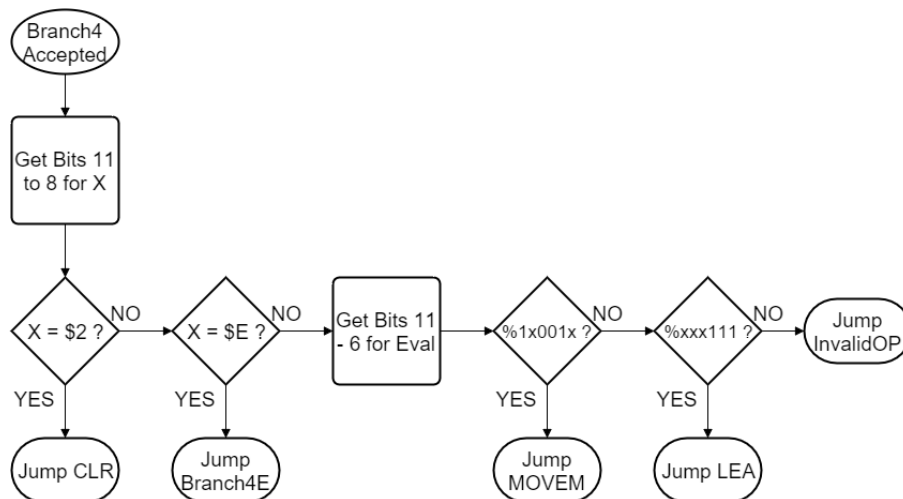 Branch4
Accepted
Get Bits 11
to 8 for X
X = $2 ?
NO
X = $E ?
NO
Get Bits 11
- 6 for Eval
%1x001x ?
NO
%xxx111 ?
NO
Jump
InvalidOP
YES
YES
YES
YES
Jump CLR
Jump
Branch4E
Jump
MOVEM
Jump LEA